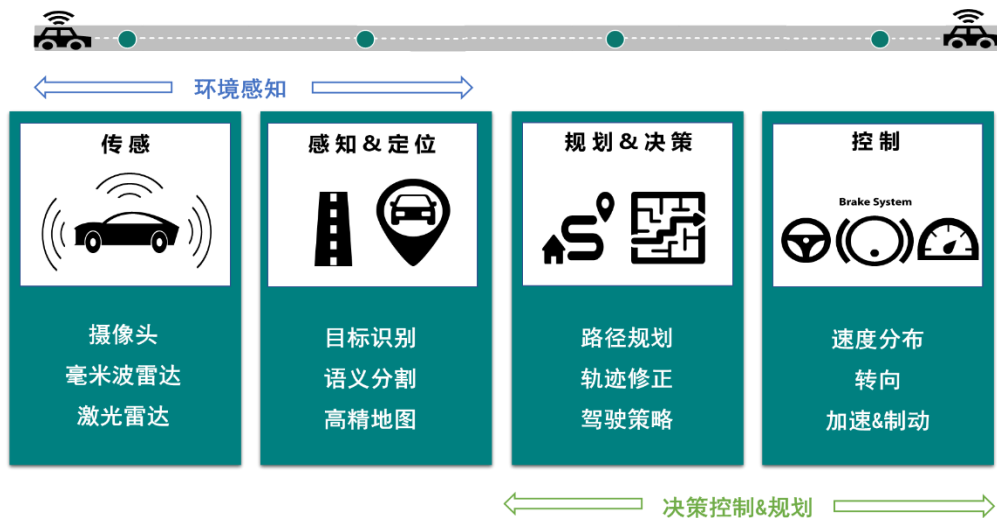 环境感知
传感
摄像头
毫米波雷达
激光雷达
感知&定位
目标识别
语义分割
高精地图
规划&决策
路径规划
轨迹修正
驾驶策略
控制
Brake System
速度分布
转向
加速&制动
决策控制&规划